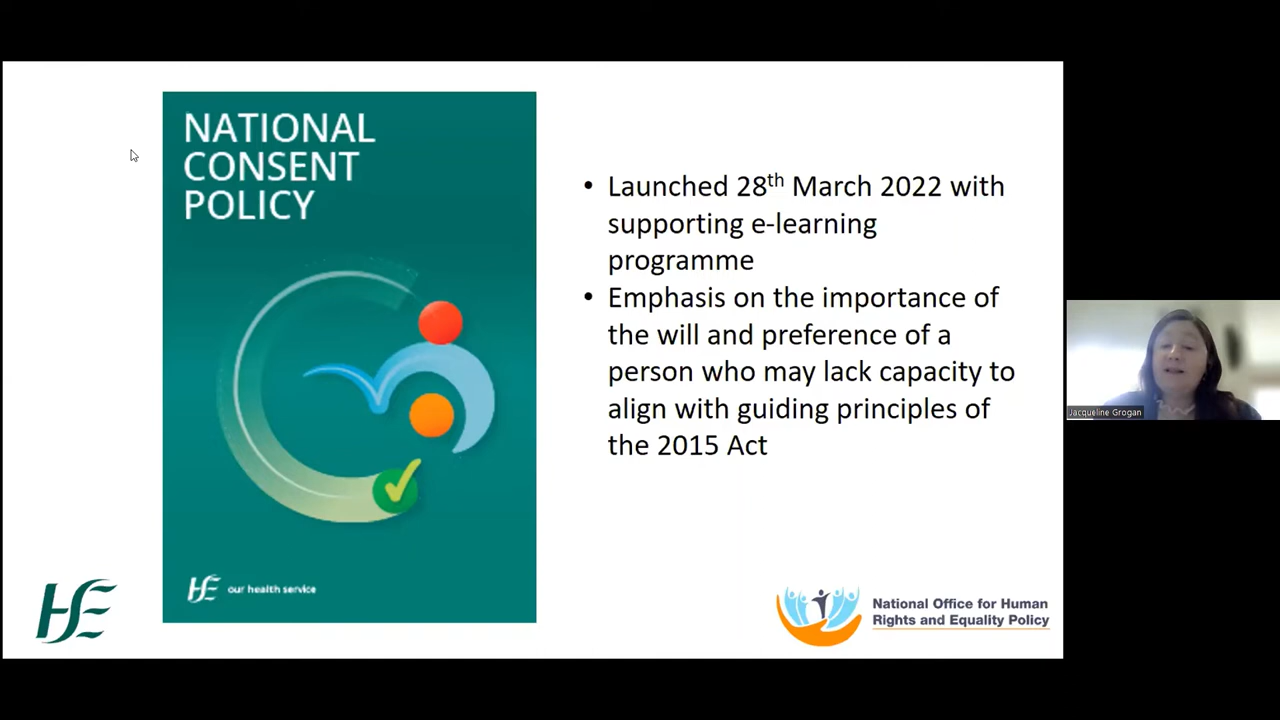 NATIONAL
CONSENT
POLICY
HSE our health service
• Launched 28th March 2022 with
supporting e-learning
programme
• Emphasis on the importance of
the will and preference of a
person who may lack capacity to
align with guiding principles of
the 2015 Act
HSE
National Office for Human
Rights and Equality Policy
Jacqueline Grogan